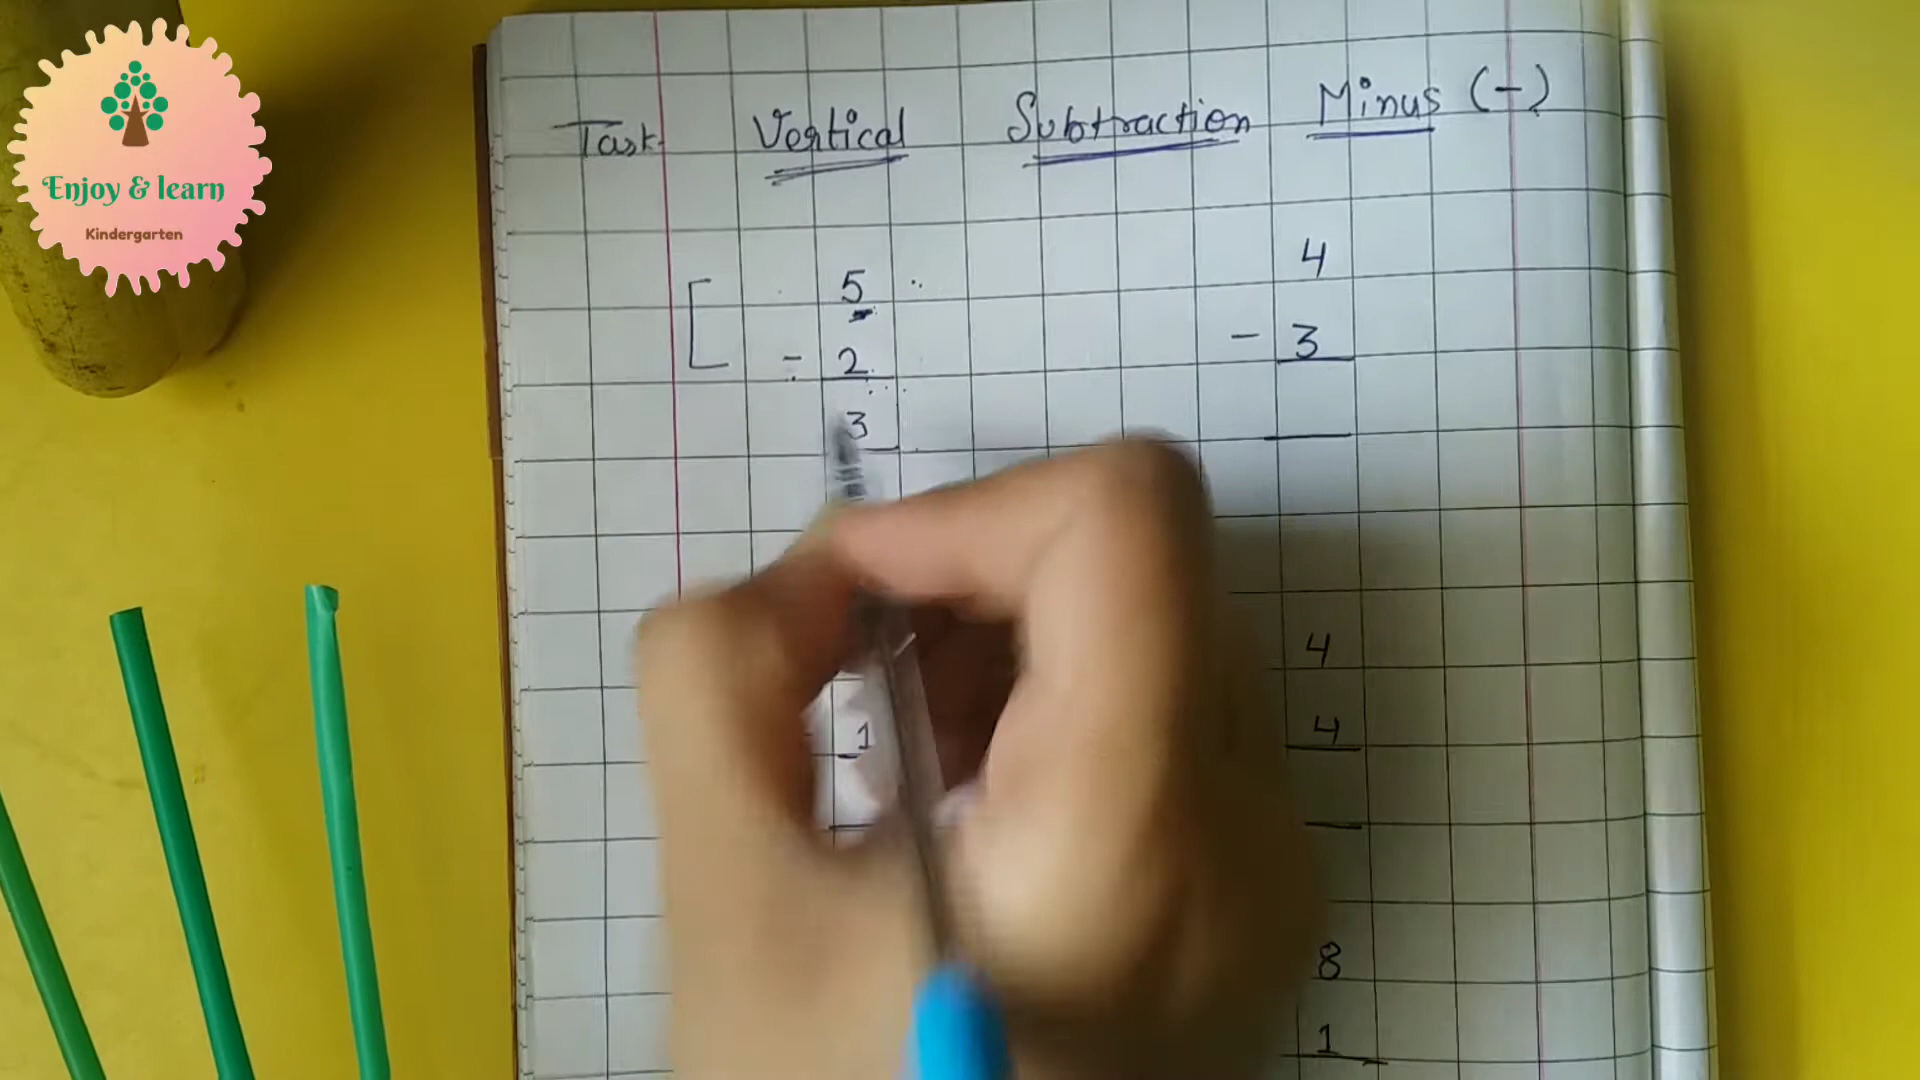 Enjoy & learn
Kindergarten
Task Vertical Subtraction Minus (-)
5 4
- 2 - 3
3
4
1 4
8
1